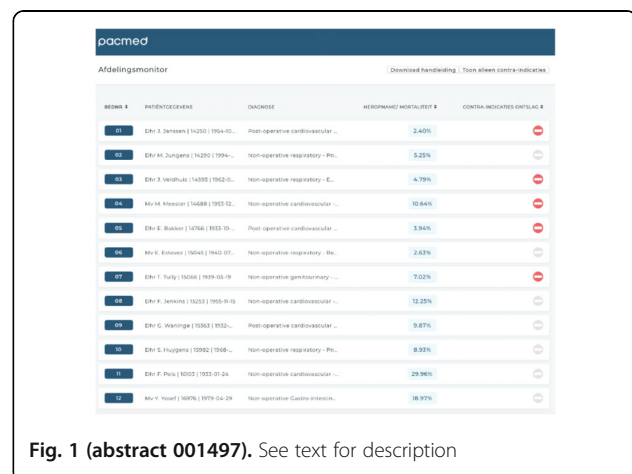 pacmed
Afdelingsmonitor
Download handleiding Toon alleen contra-indicaties
BEDNR. PATIËNTGEGEVENS DIAGNOSE HEROPNAME/ MORTALITEIT CONTRA-INDICATIES ONTSLAG
01 Dhr J. Janssen | 14250 | 1954-10... Post-operative cardiovascular ... 2.40%
02 Dhr M. Jungens | 14290 | 1994-... Non-operative respiratory - Pn... 5.25%
03 Dhr J. Veldhuis | 14393 | 1962-0... Non-operative respiratory - E... 4.79%
04 Mv M. Meester | 14688 | 1953-12... Non-operative cardiovascular -... 10.64%
05 Dhr E. Bakker | 14766 | 1933-10-... Post-operative cardiovascular ... 3.94%
06 Mv E. Estevez | 15045 | 1940-07... Non-operative respiratory - Re... 2.63%
07 Dhr T. Tully | 15066 | 1939-05-19 Non-operative genitourinary - ... 7.02%
08 Dhr F. Jenkins | 15253 | 1955-11-15 Non-operative cardiovascular -... 12.25%
09 Dhr G. Waninge | 15363 | 1932-... Post-operative cardiovascular ... 9.87%
10 Dhr S. Huygens | 15982 | 1968-... Non-operative respiratory - Pn... 8.93%
11 Dhr F. Pois | 16103 | 1933-01-24 Non-operative cardiovascular -... 29.96%
12 Mv Y. Yosef | 16976 | 1979-04-29 Non-operative Gastro-intestin... 18.97%
Fig. 1 (abstract 001497). See text for description